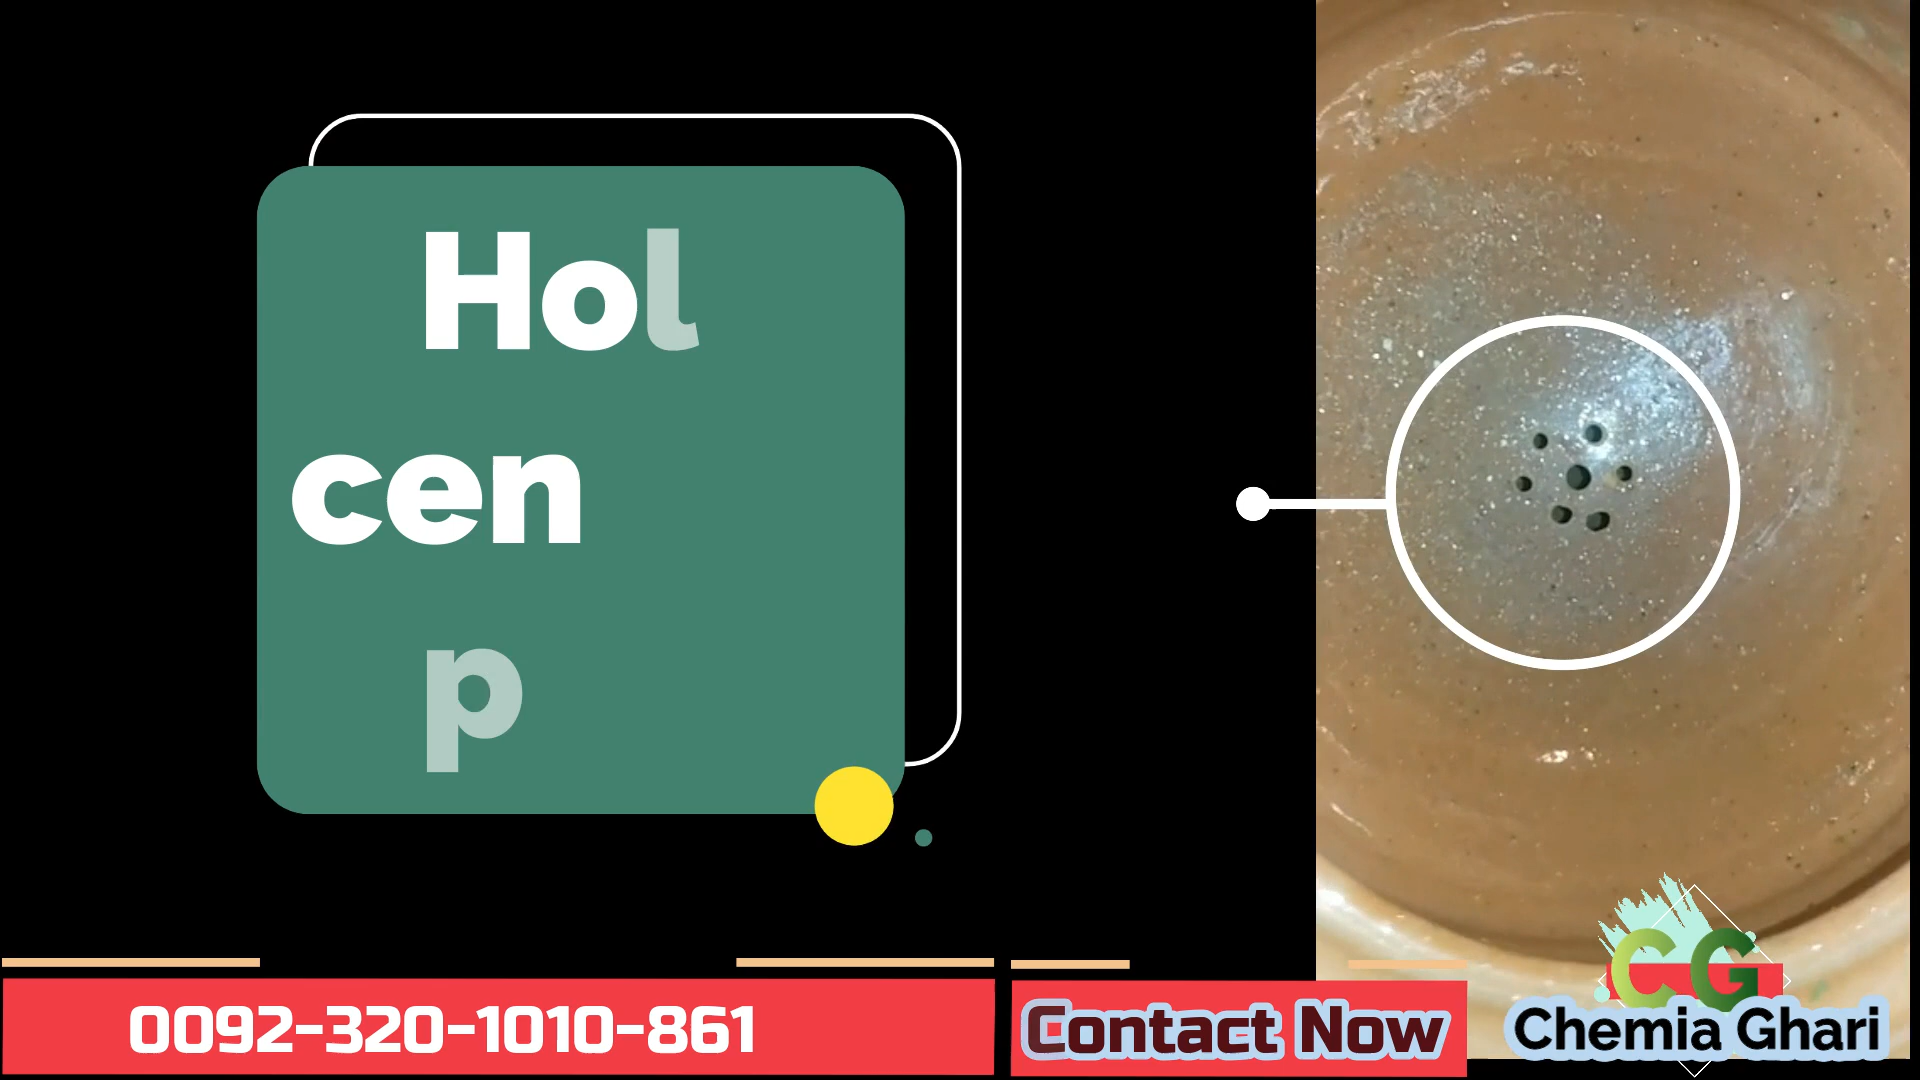 Hol
cen
p
0092-320-1010-861
Contact Now
CG
Chemia Ghari